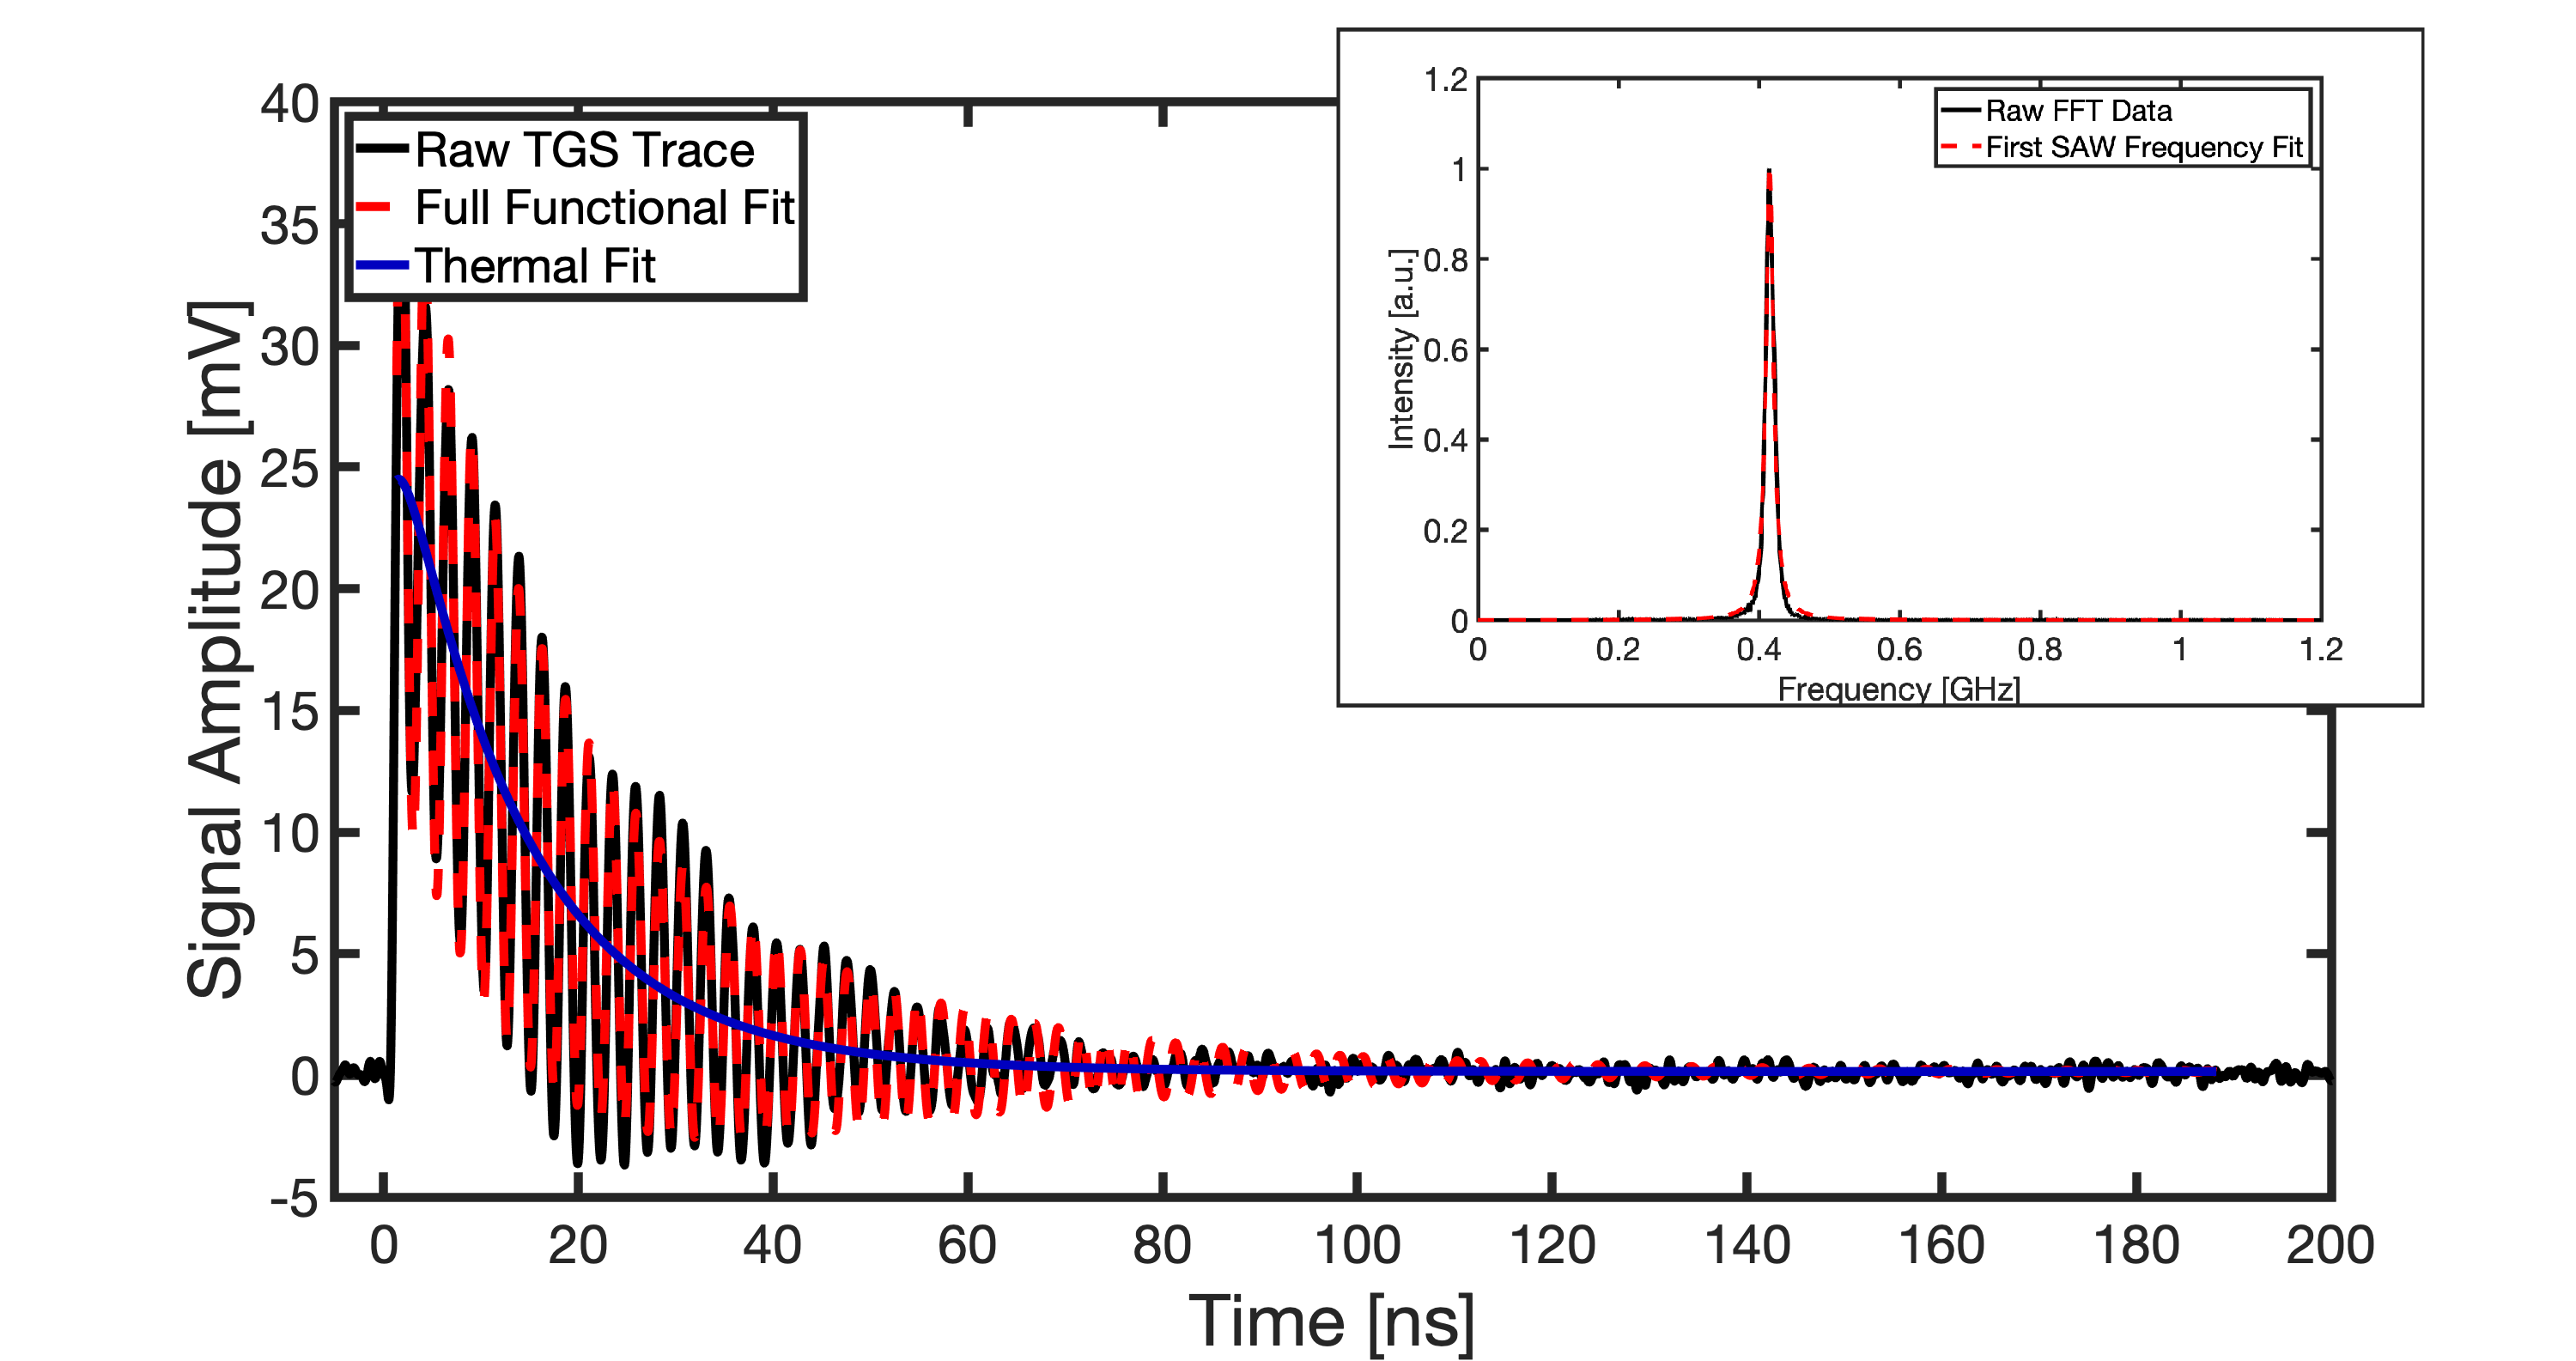 Raw TGS Trace
Full Functional Fit
Thermal Fit
Signal Amplitude [mV]
40
35
30
25
20
15
10
5
0
-5
0 20 40 60 80 100 120 140 160 180 200
Time [ns]
Raw FFT Data
First SAW Frequency Fit
Intensity [a.u.]
1.2
1
0.8
0.6
0.4
0.2
0
0 0.2 0.4 0.6 0.8 1 1.2
Frequency [GHz]